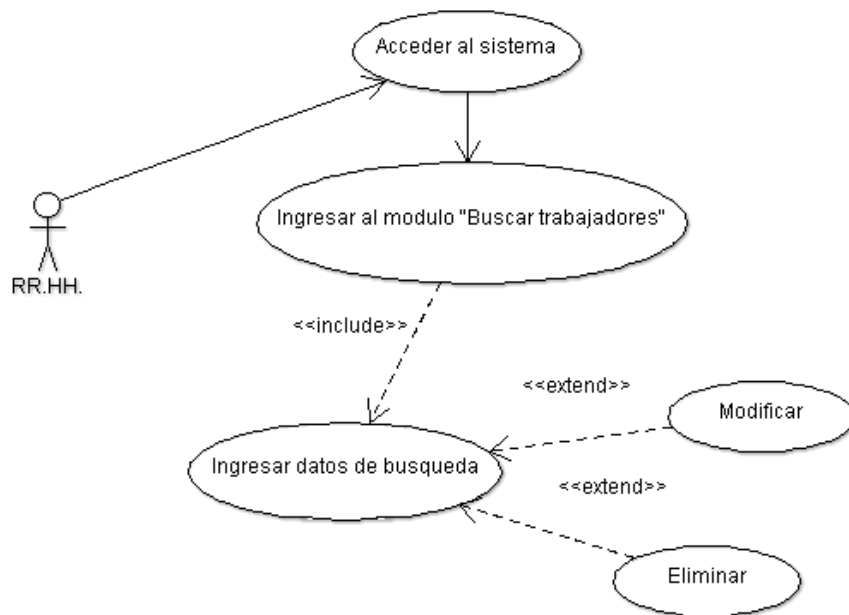 Acceder al sistema
Ingresar al modulo "Buscar trabajadores"
RR.HH.
<<include>>
<<extend>>
Modificar
Ingresar datos de busqueda
<<extend>>
Eliminar